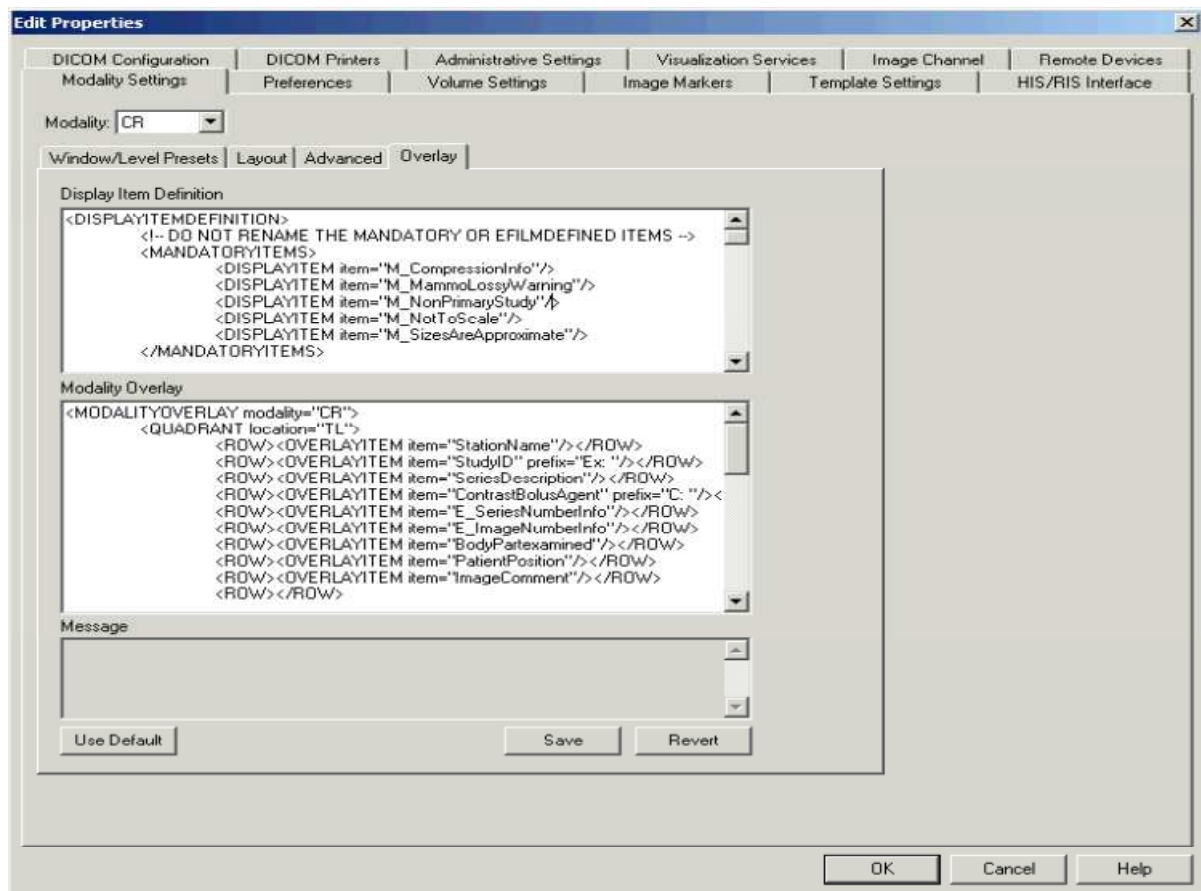 Edit Properties
DICOM Configuration DICOM Printers Administrative Settings Visualization Services Image Channel Remote Devices
Modality Settings Preferences Volume Settings Image Markers Template Settings HIS/RIS Interface
Modality: CR
Window/Level Presets Layout Advanced Overlay
Display Item Definition
<DISPLAYITEMDEFINITION>
<!-- DO NOT RENAME THE MANDATORY OR EFILMDEFINED ITEMS -->
<MANDATORYITEMS>
<DISPLAYITEM item="M_CompressionInfo"/>
<DISPLAYITEM item="M_MammoLossyWarning"/>
<DISPLAYITEM item="M_NonPrimaryStudy"/>
<DISPLAYITEM item="M_NotToScale"/>
<DISPLAYITEM item="M_SizesAreApproximate"/>
</MANDATORYITEMS>
Modality Overlay
<MODALITYOVERLAY modality="CR">
<QUADRANT location="TL">
<ROW><OVERLAYITEM item="StationName"/></ROW>
<ROW><OVERLAYITEM item="StudyID" prefix="Ex: "/></ROW>
<ROW><OVERLAYITEM item="SeriesDescription"/></ROW>
<ROW><OVERLAYITEM item="ContrastBolusAgent" prefix="C: "/><
<ROW><OVERLAYITEM item="E_SeriesNumberInfo"/></ROW>
<ROW><OVERLAYITEM item="E_ImageNumberInfo"/></ROW>
<ROW><OVERLAYITEM item="BodyPartexamined"/></ROW>
<ROW><OVERLAYITEM item="PatientPosition"/></ROW>
<ROW><OVERLAYITEM item="ImageComment"/></ROW>
<ROW></ROW>
Message
Use Default Save Revert
OK Cancel Help